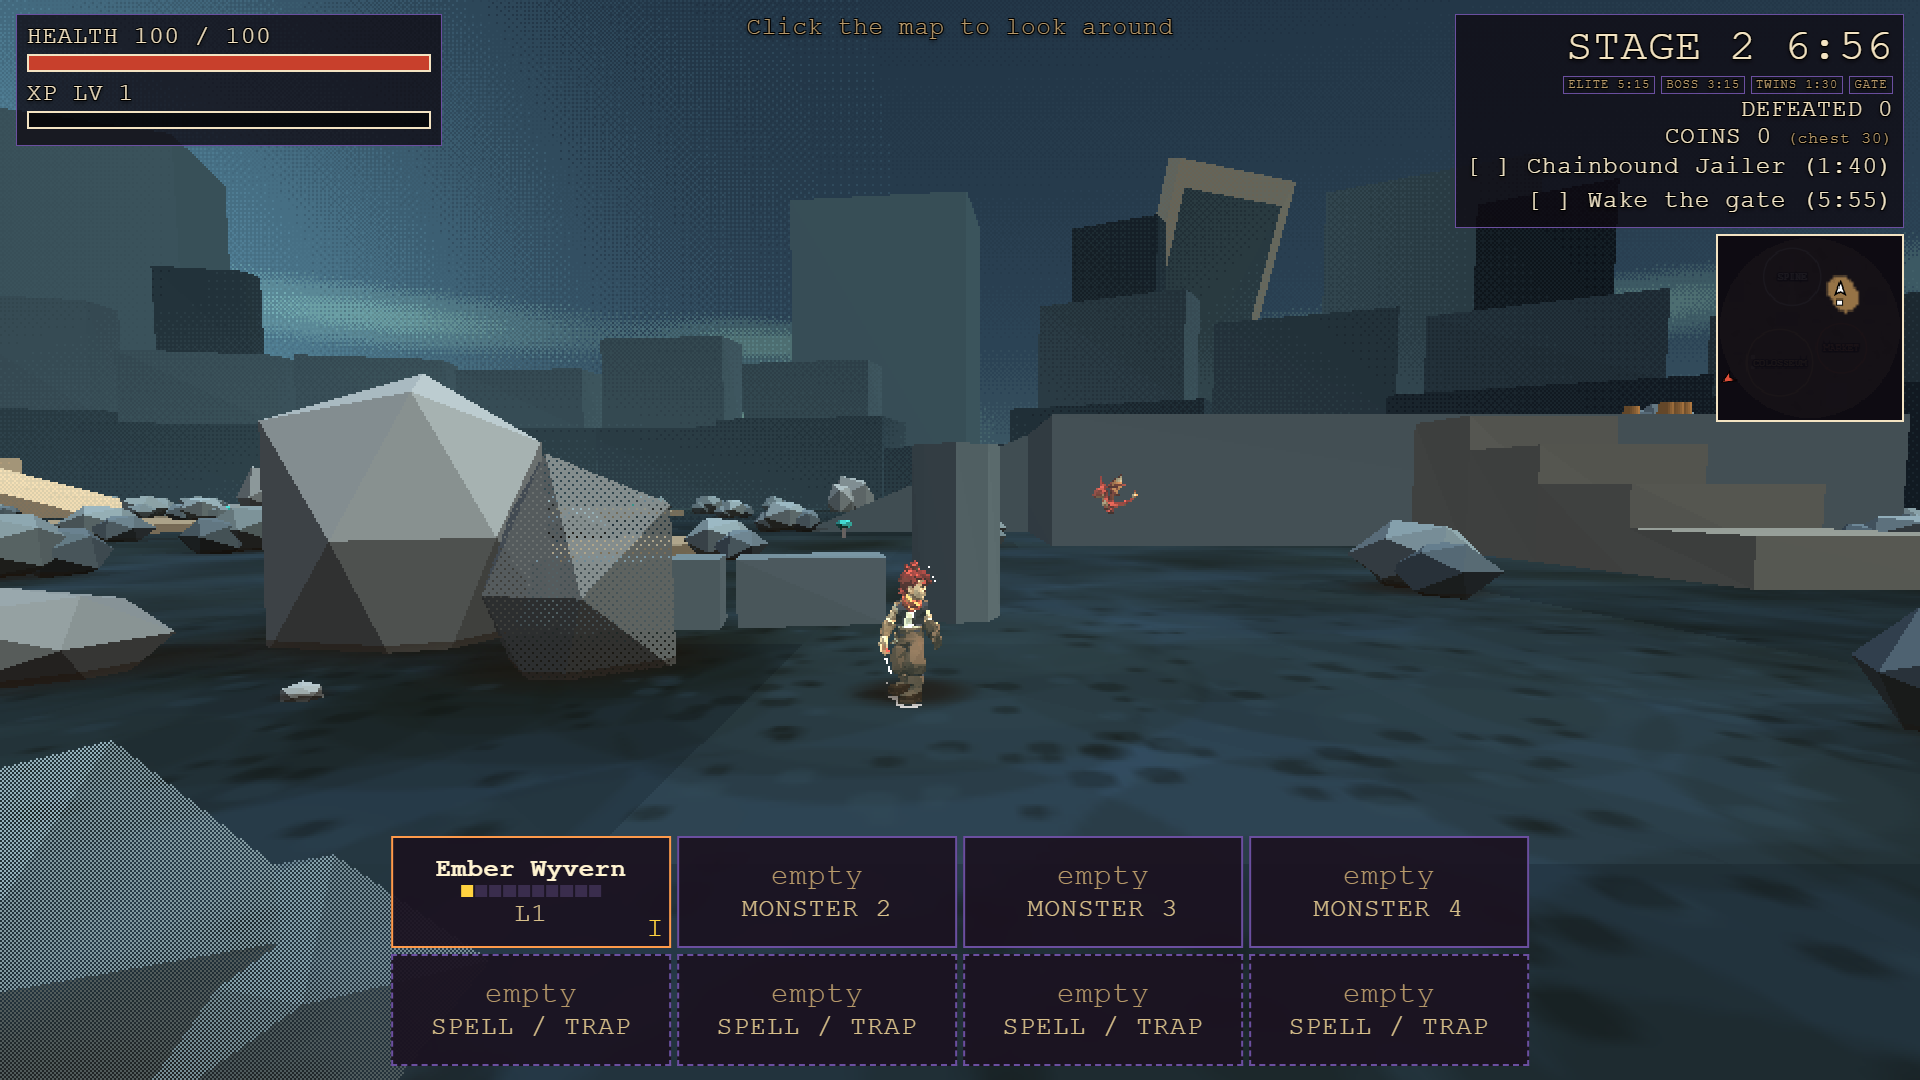 HEALTH 100 / 100
XP LV 1
Click the map to look around
STAGE 2 6:56
ELITE 5:15 BOSS 3:15 TWINS 1:30 GATE
DEFEATED 0
COINS 0 (chest 30)
[ ] Chainbound Jailer (1:40)
[ ] Wake the gate (5:55)
Ember Wyvern
L1
I
empty
MONSTER 2
empty
MONSTER 3
empty
MONSTER 4
empty
SPELL / TRAP
empty
SPELL / TRAP
empty
SPELL / TRAP
empty
SPELL / TRAP